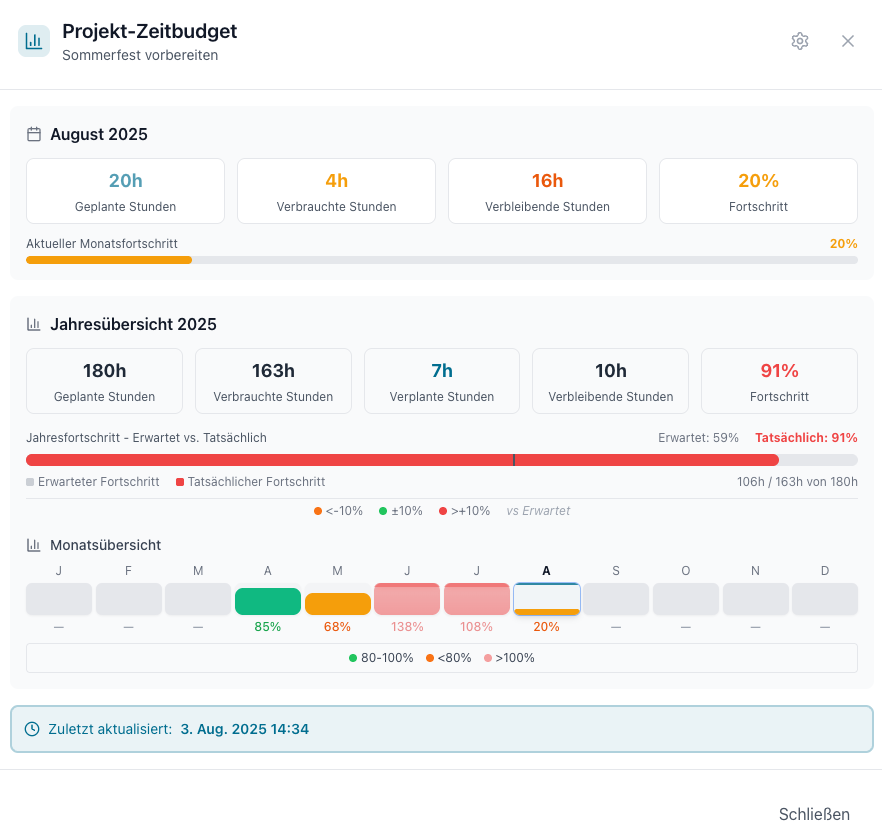 Projekt-Zeitbudget
Sommerfest vorbereiten
August 2025
20h
Geplante Stunden
4h
Verbrauchte Stunden
16h
Verbleibende Stunden
20%
Fortschritt
Aktueller Monatsfortschritt 20%
Jahresübersicht 2025
180h
Geplante Stunden
163h
Verbrauchte Stunden
7h
Verplante Stunden
10h
Verbleibende Stunden
91%
Fortschritt
Jahresfortschritt - Erwartet vs. Tatsächlich Erwartet: 59% Tatsächlich: 91%
Erwarteter Fortschritt Tatsächlicher Fortschritt 106h / 163h von 180h
<-10% ±10% >+10% vs Erwartet
Monatsübersicht
J F M A M J J A S O N D
— — — 85% 68% 138% 108% 20% — — — —
80-100% <80% >100%
Zuletzt aktualisiert: 3. Aug. 2025 14:34
Schließen